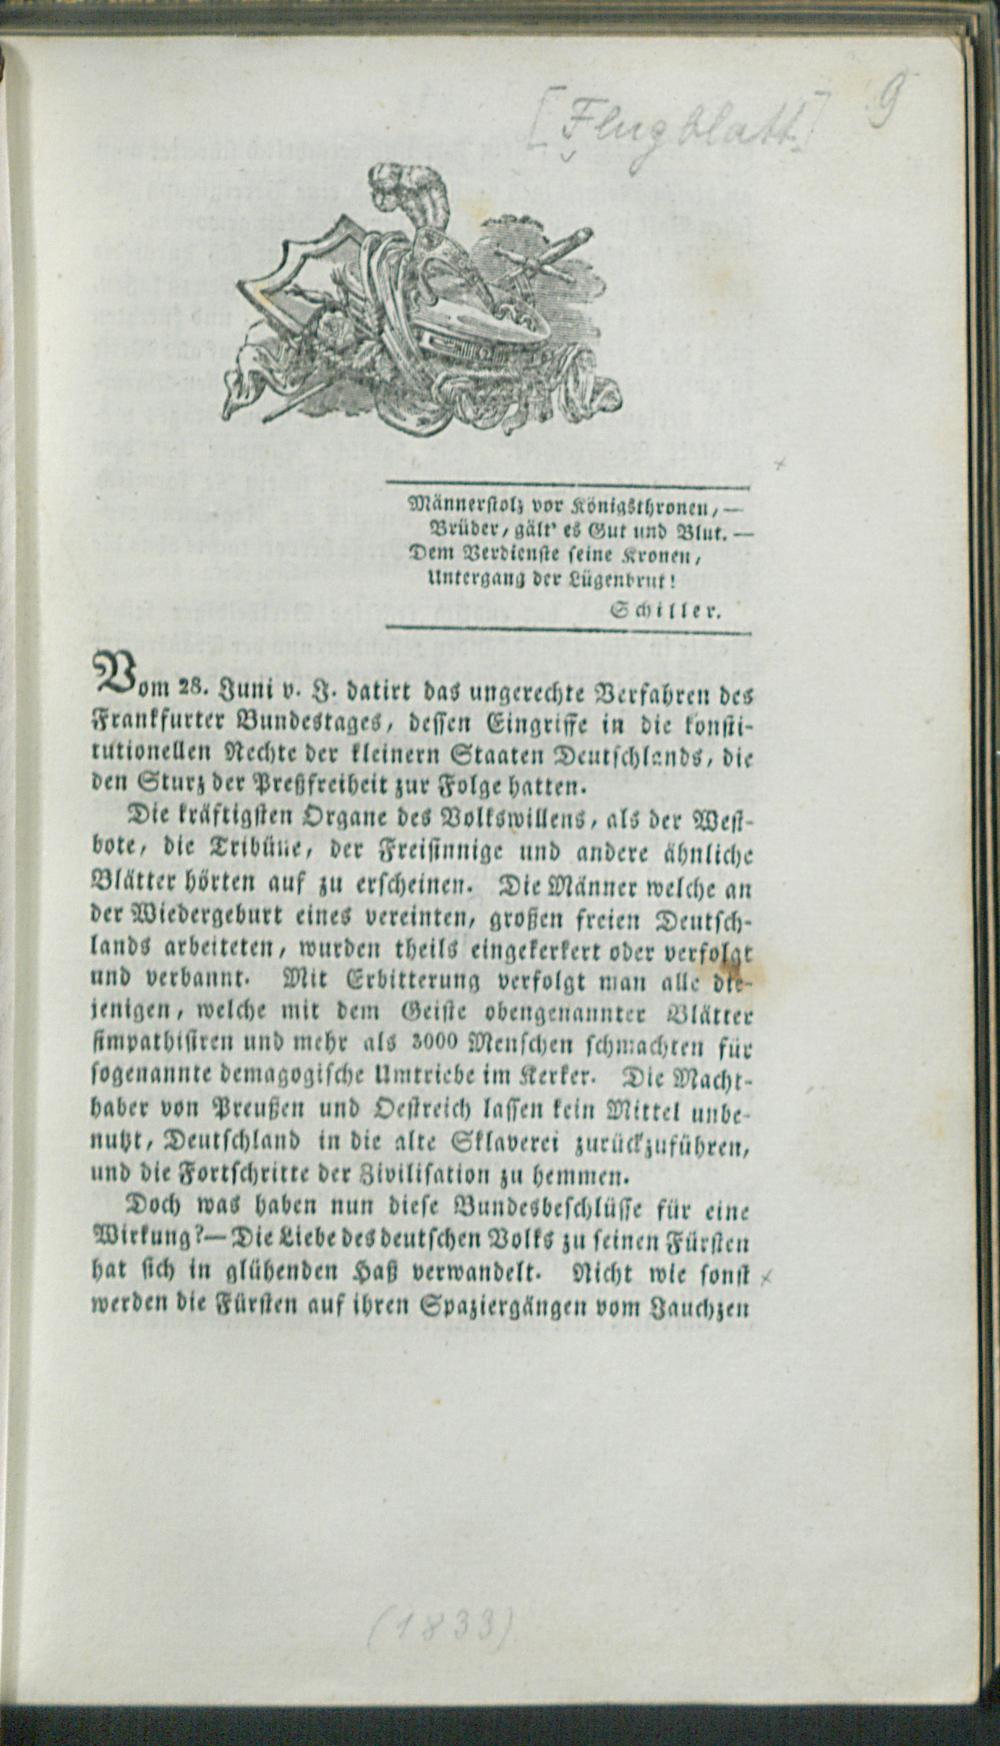 [Flugblatt] 9
Männerstolz vor Königsthronen, —
Brüder, gält' es Gut und Blut. —
Dem Verdienste seine Kronen,
Untergang der Lügenbrut!
Schiller.
Vom 28. Juni v. J. datirt das ungerechte Verfahren des
Frankfurter Bundestages, dessen Eingriffe in die konsti-
tutionellen Rechte der kleinern Staaten Deutschlands, die
den Sturz der Preßfreiheit zur Folge hatten.
Die kräftigsten Organe des Volkswillens, als der West-
bote, die Tribüne, der Freisinnige und andere ähnliche
Blätter hörten auf zu erscheinen. Die Männer welche an
der Wiedergeburt eines vereinten, großen freien Deutsch-
lands arbeiteten, wurden theils eingekerkert oder verfolgt
und verbannt. Mit Erbitterung verfolgt man alle die-
jenigen, welche mit dem Geiste obengenannter Blätter
simpathisiren und mehr als 3000 Menschen schmachten für
sogenannte demagogische Umtriebe im Kerker. Die Macht-
haber von Preußen und Oestreich lassen kein Mittel unbe-
nutzt, Deutschland in die alte Sklaverei zurückzuführen,
und die Fortschritte der Zivilisation zu hemmen.
Doch was haben nun diese Bundesbeschlüsse für eine
Wirkung?— Die Liebe des deutschen Volks zu seinen Fürsten
hat sich in glühenden Haß verwandelt. Nicht wie sonst
werden die Fürsten auf ihren Spaziergängen vom Jauchzen
(1833)